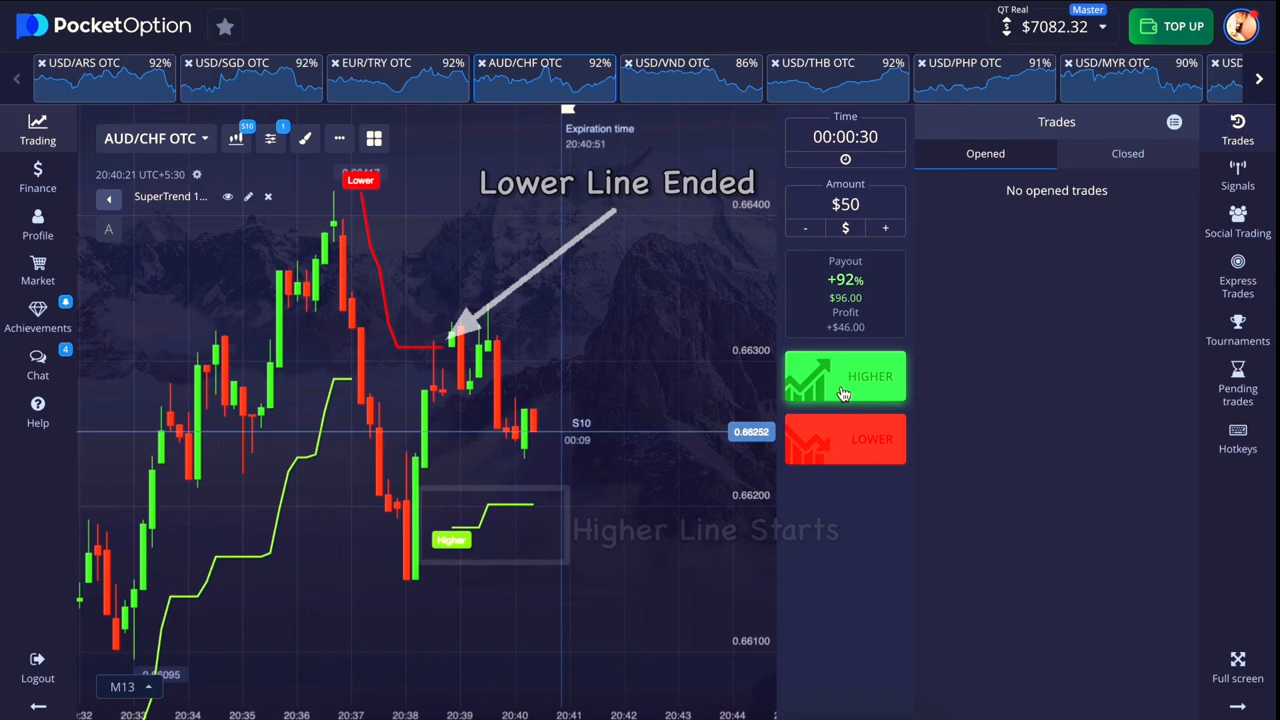 PocketOption
QT Real
Master
$7082.32
TOP UP
USD/ARS OTC 92%
USD/SGD OTC 92%
EUR/TRY OTC 92%
AUD/CHF OTC 92%
USD/VND OTC 86%
USD/THB OTC 92%
USD/PHP OTC 91%
USD/MYR OTC 90%
USD
Trading
Finance
Profile
Market
Achievements
Chat
4
Help
Logout
AUD/CHF OTC
S10
1
20:40:21 UTC+5:30
SuperTrend 1...
A
Lower
Expiration time
20:40:51
Lower Line Ended
0.66400
0.66300
S10
00:09
0.66252
0.66200
Higher
Higher Line Starts
0.66100
0.66095
M13
20:33
20:34
20:35
20:36
20:37
20:38
20:39
20:40
20:41
20:42
20:43
20:44
Time
00:00:30
Amount
$50
- $ +
Payout
+92%
$96.00
Profit
+$46.00
HIGHER
LOWER
Trades
Opened
Closed
No opened trades
Trades
Signals
Social Trading
Express
Trades
Tournaments
Pending
trades
Hotkeys
Full screen